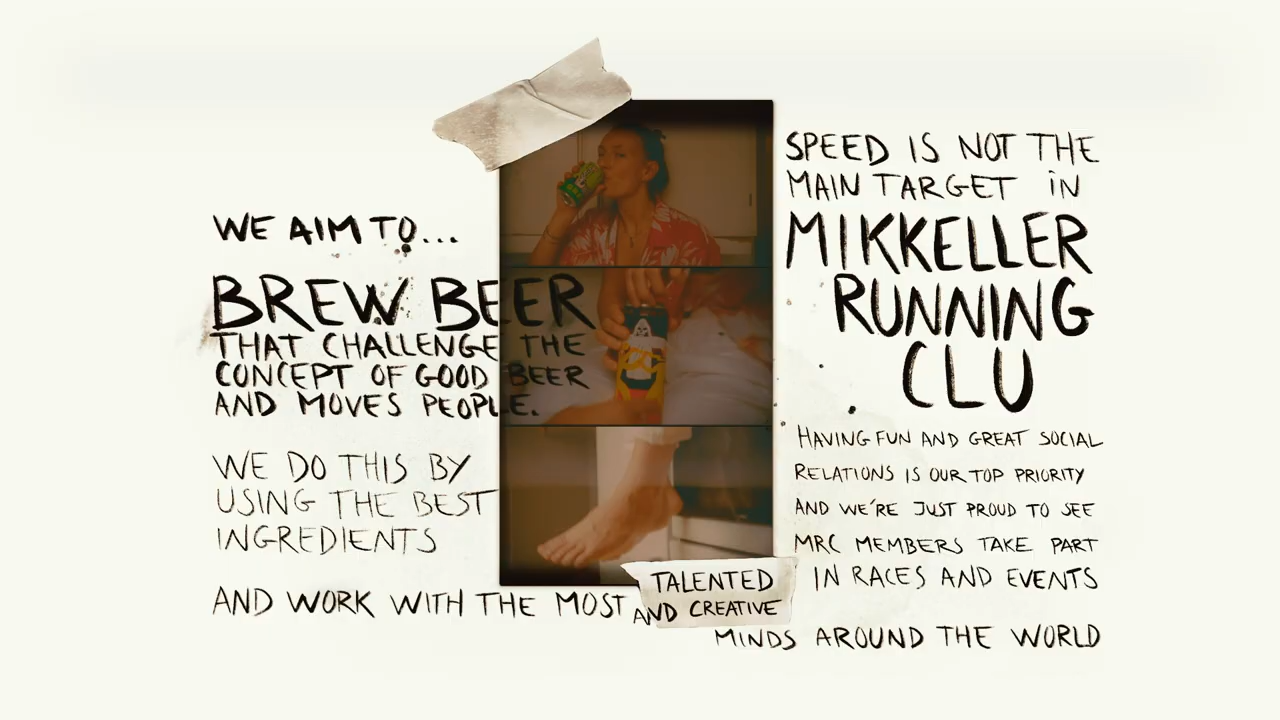 WE AIM TO...
BREW BEER
THAT CHALLENGE THE
CONCEPT OF GOOD BEER
AND MOVES PEOPLE.
WE DO THIS BY
USING THE BEST
INGREDIENTS
AND WORK WITH THE MOST
TALENTED
AND CREATIVE
MINDS AROUND THE WORLD
SPEED IS NOT THE
MAIN TARGET iN
MIKKELLER
RUNNING
CLU
HAVING FUN AND GREAT SOCIAL
RELATIONS IS OUR TOP PRIORITY
AND WE'RE JUST PROUD TO SEE
MRC MEMBERS TAKE PART
IN RACES AND EVENTS